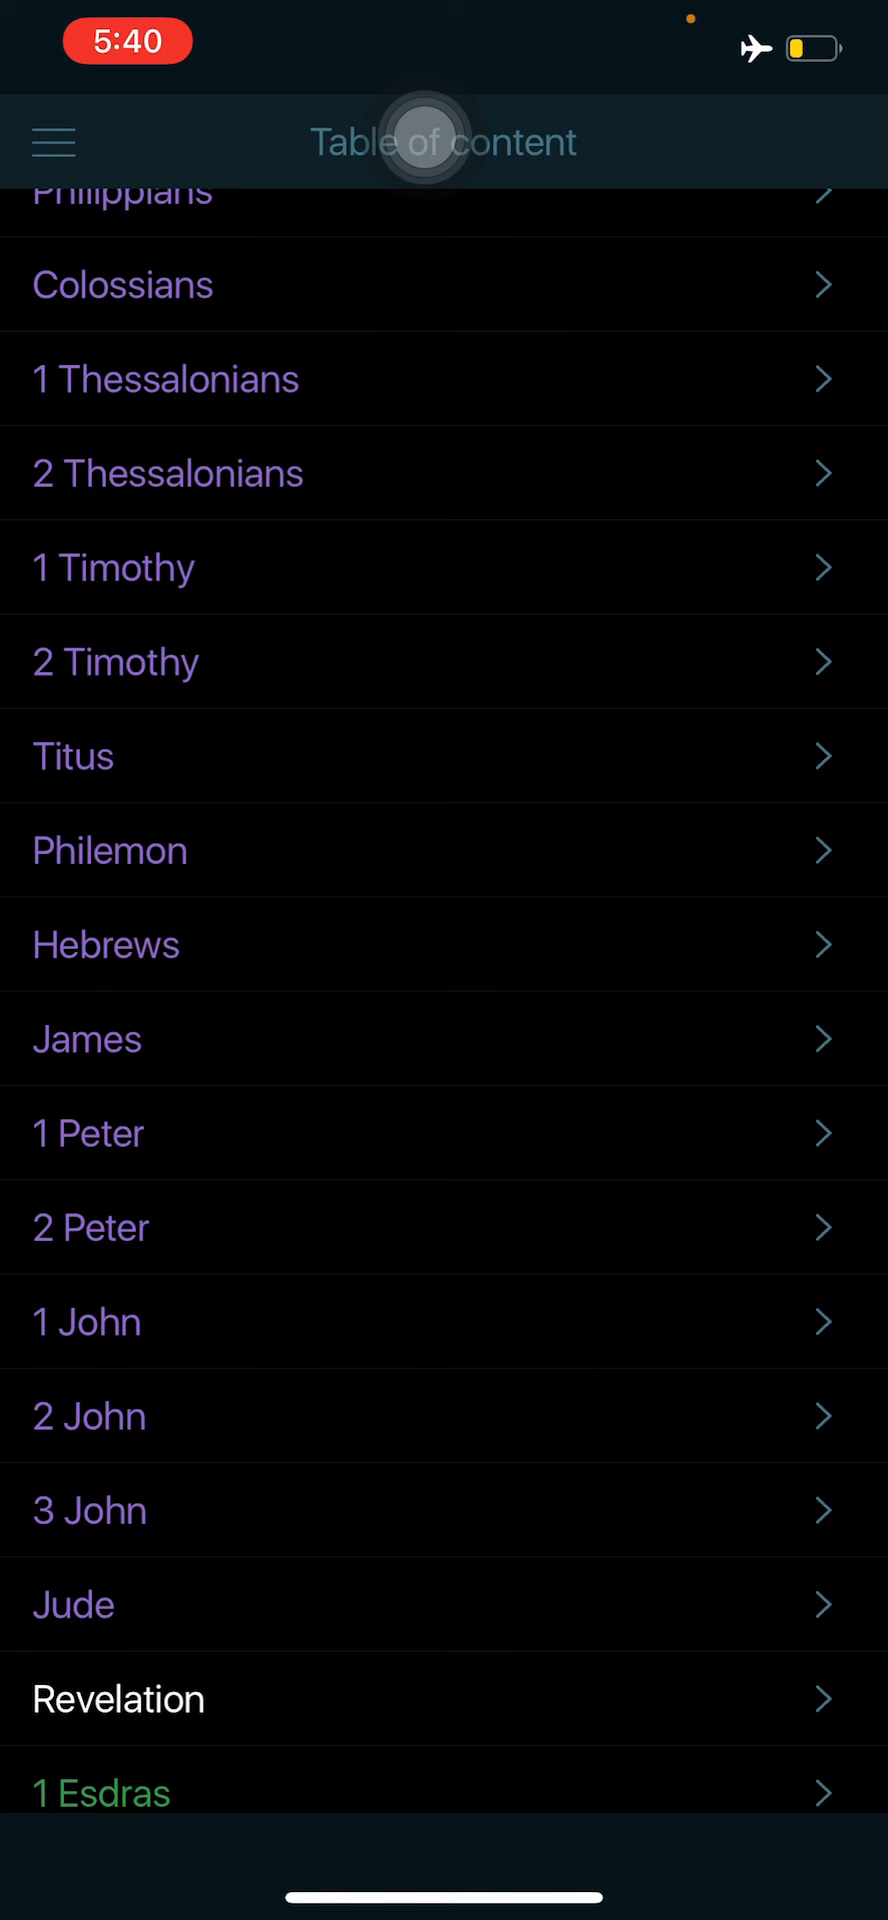 5:40
Table of content
Philippians
Colossians
1 Thessalonians
2 Thessalonians
1 Timothy
2 Timothy
Titus
Philemon
Hebrews
James
1 Peter
2 Peter
1 John
2 John
3 John
Jude
Revelation
1 Esdras